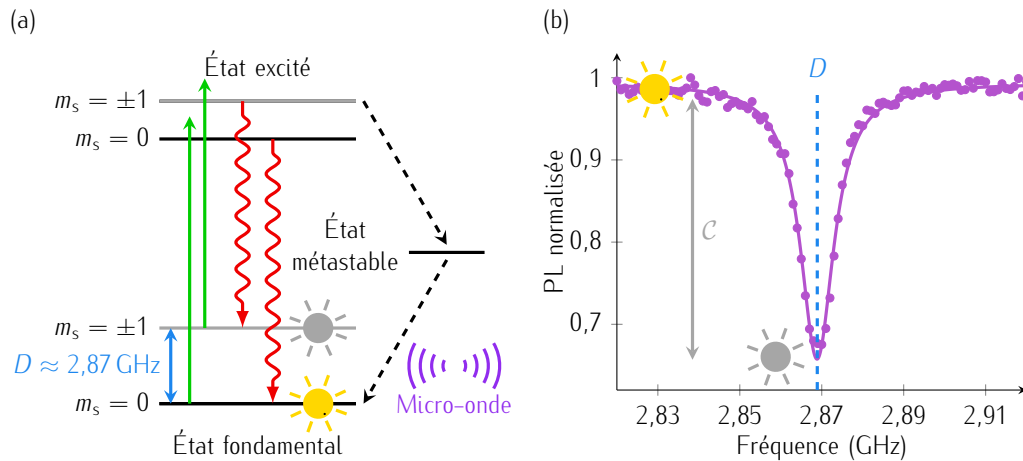 (a)
État excité
mₛ = ±1
mₛ = 0
État
métastable
mₛ = ±1
D ≈ 2,87 GHz
mₛ = 0
Micro-onde
État fondamental
(b)
D
1
0,9
0,8
0,7
C
PL normalisée
2,83
2,85
2,87
2,89
2,91
Fréquence (GHz)